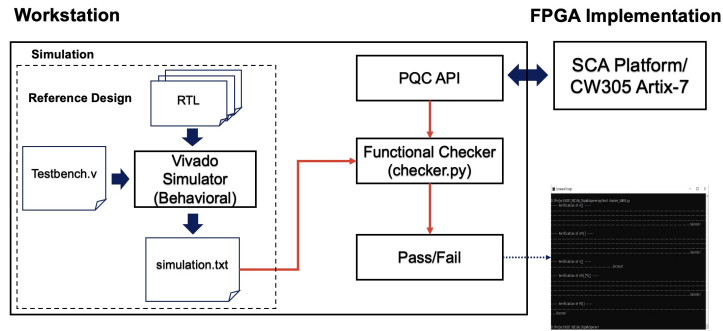 Workstation
FPGA Implementation
Simulation
Reference Design
RTL
Testbench.v
Vivado
Simulator
(Behavioral)
simulation.txt
PQC API
Functional Checker
(checker.py)
Pass/Fail
SCA Platform/
CW305 Artix-7